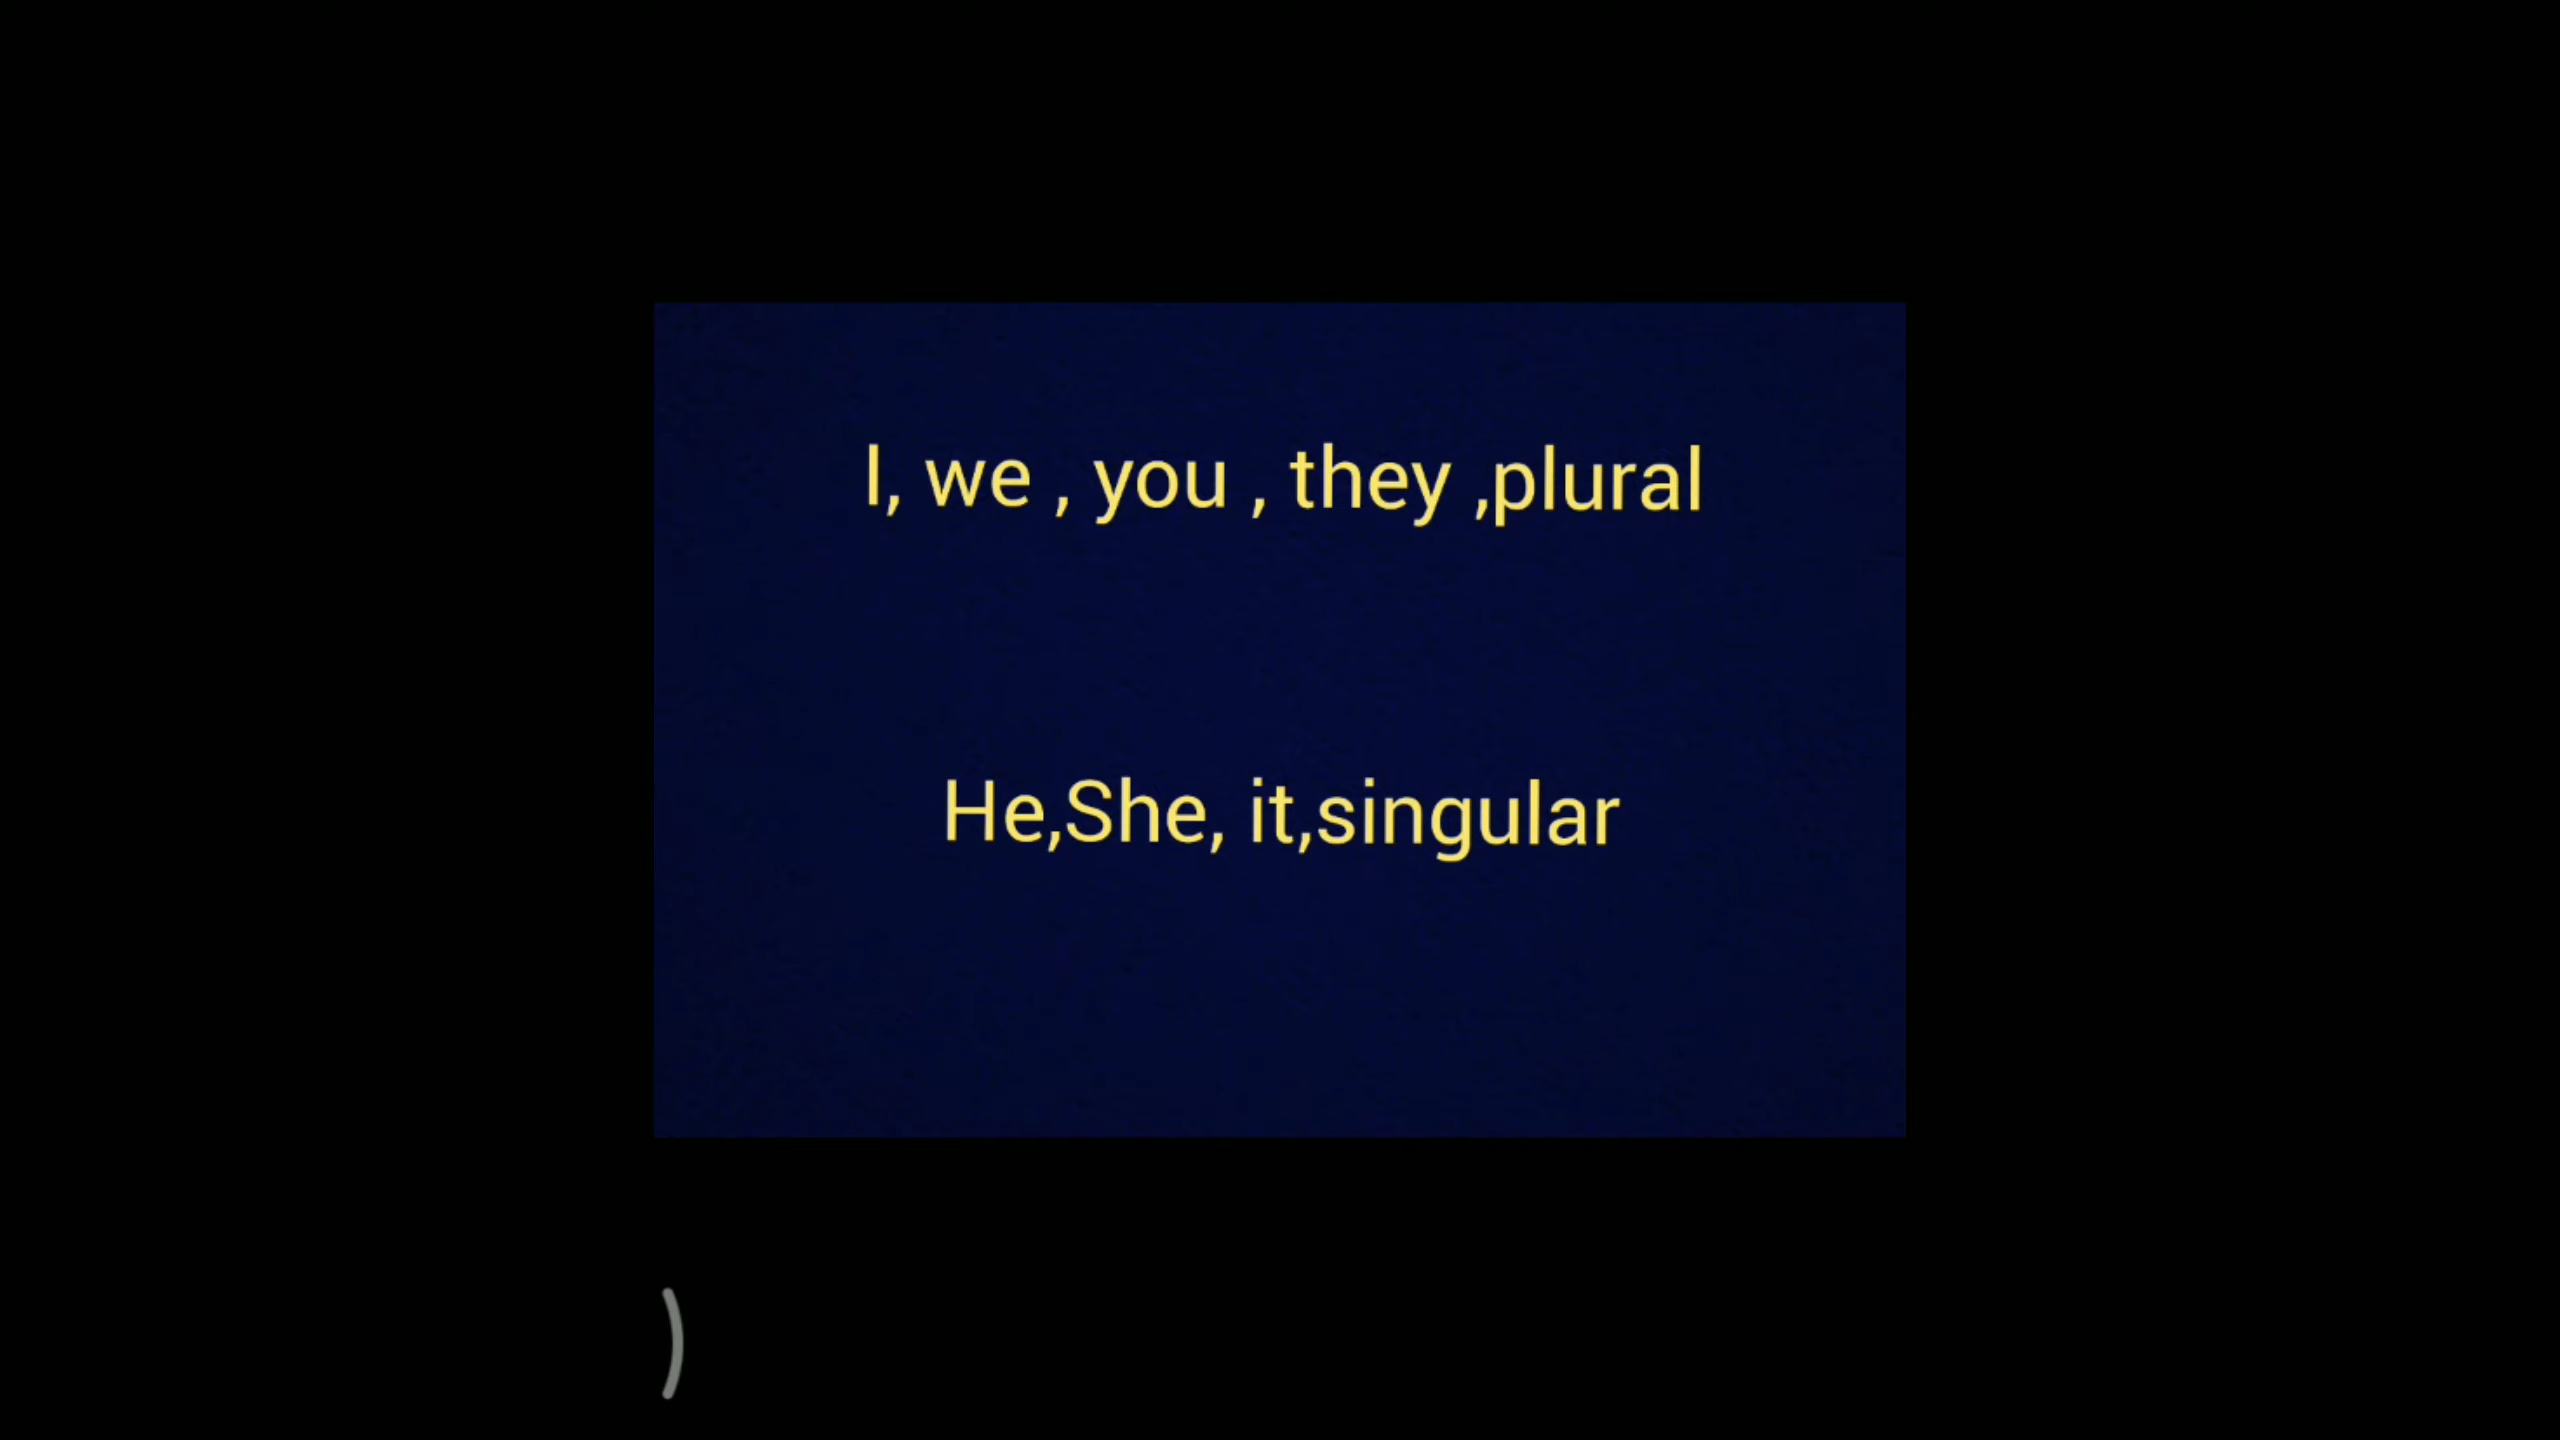 I, we , you , they ,plural
He,She, it,singular